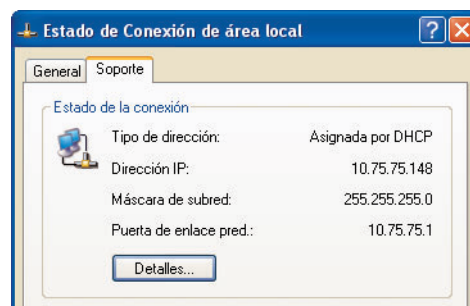 Estado de Conexión de área local
General Soporte
Estado de la conexión
Tipo de dirección: Asignada por DHCP
Dirección IP: 10.75.75.148
Máscara de subred: 255.255.255.0
Puerta de enlace pred.: 10.75.75.1
Detalles...